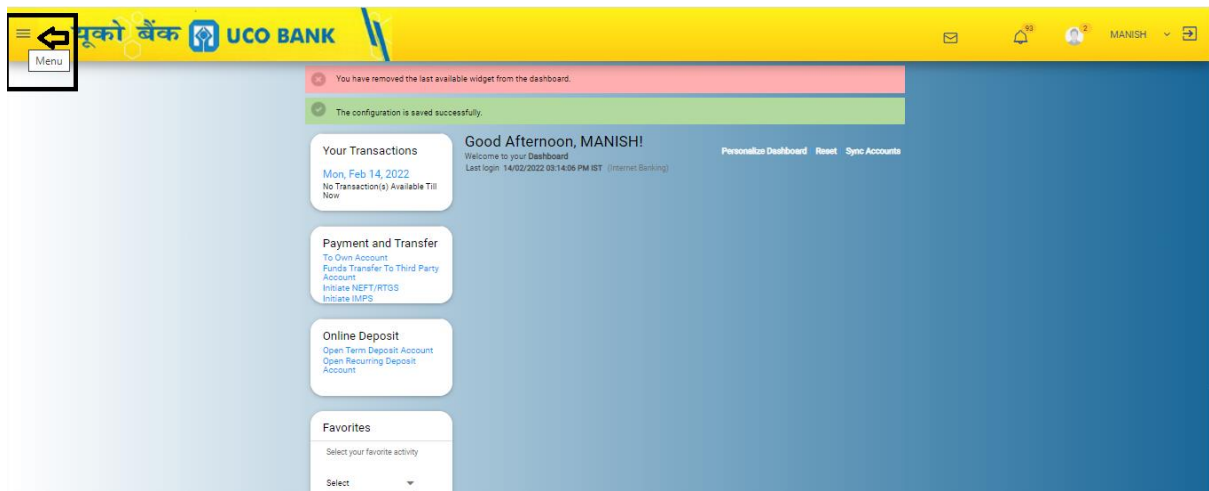 यूको बैंक UCO BANK
93
2
MANISH
Menu
You have removed the last available widget from the dashboard.
The configuration is saved successfully.
Your Transactions
Mon, Feb 14, 2022
No Transaction(s) Available Till
Now
Good Afternoon, MANISH!
Welcome to your Dashboard
Last login 14/02/2022 03:14:06 PM IST (Internet Banking)
Personalize Dashboard Reset Sync Accounts
Payment and Transfer
To Own Account
Funds Transfer To Third Party
Account
Initiate NEFT/RTGS
Initiate IMPS
Online Deposit
Open Term Deposit Account
Open Recurring Deposit
Account
Favorites
Select your favorite activity
Select